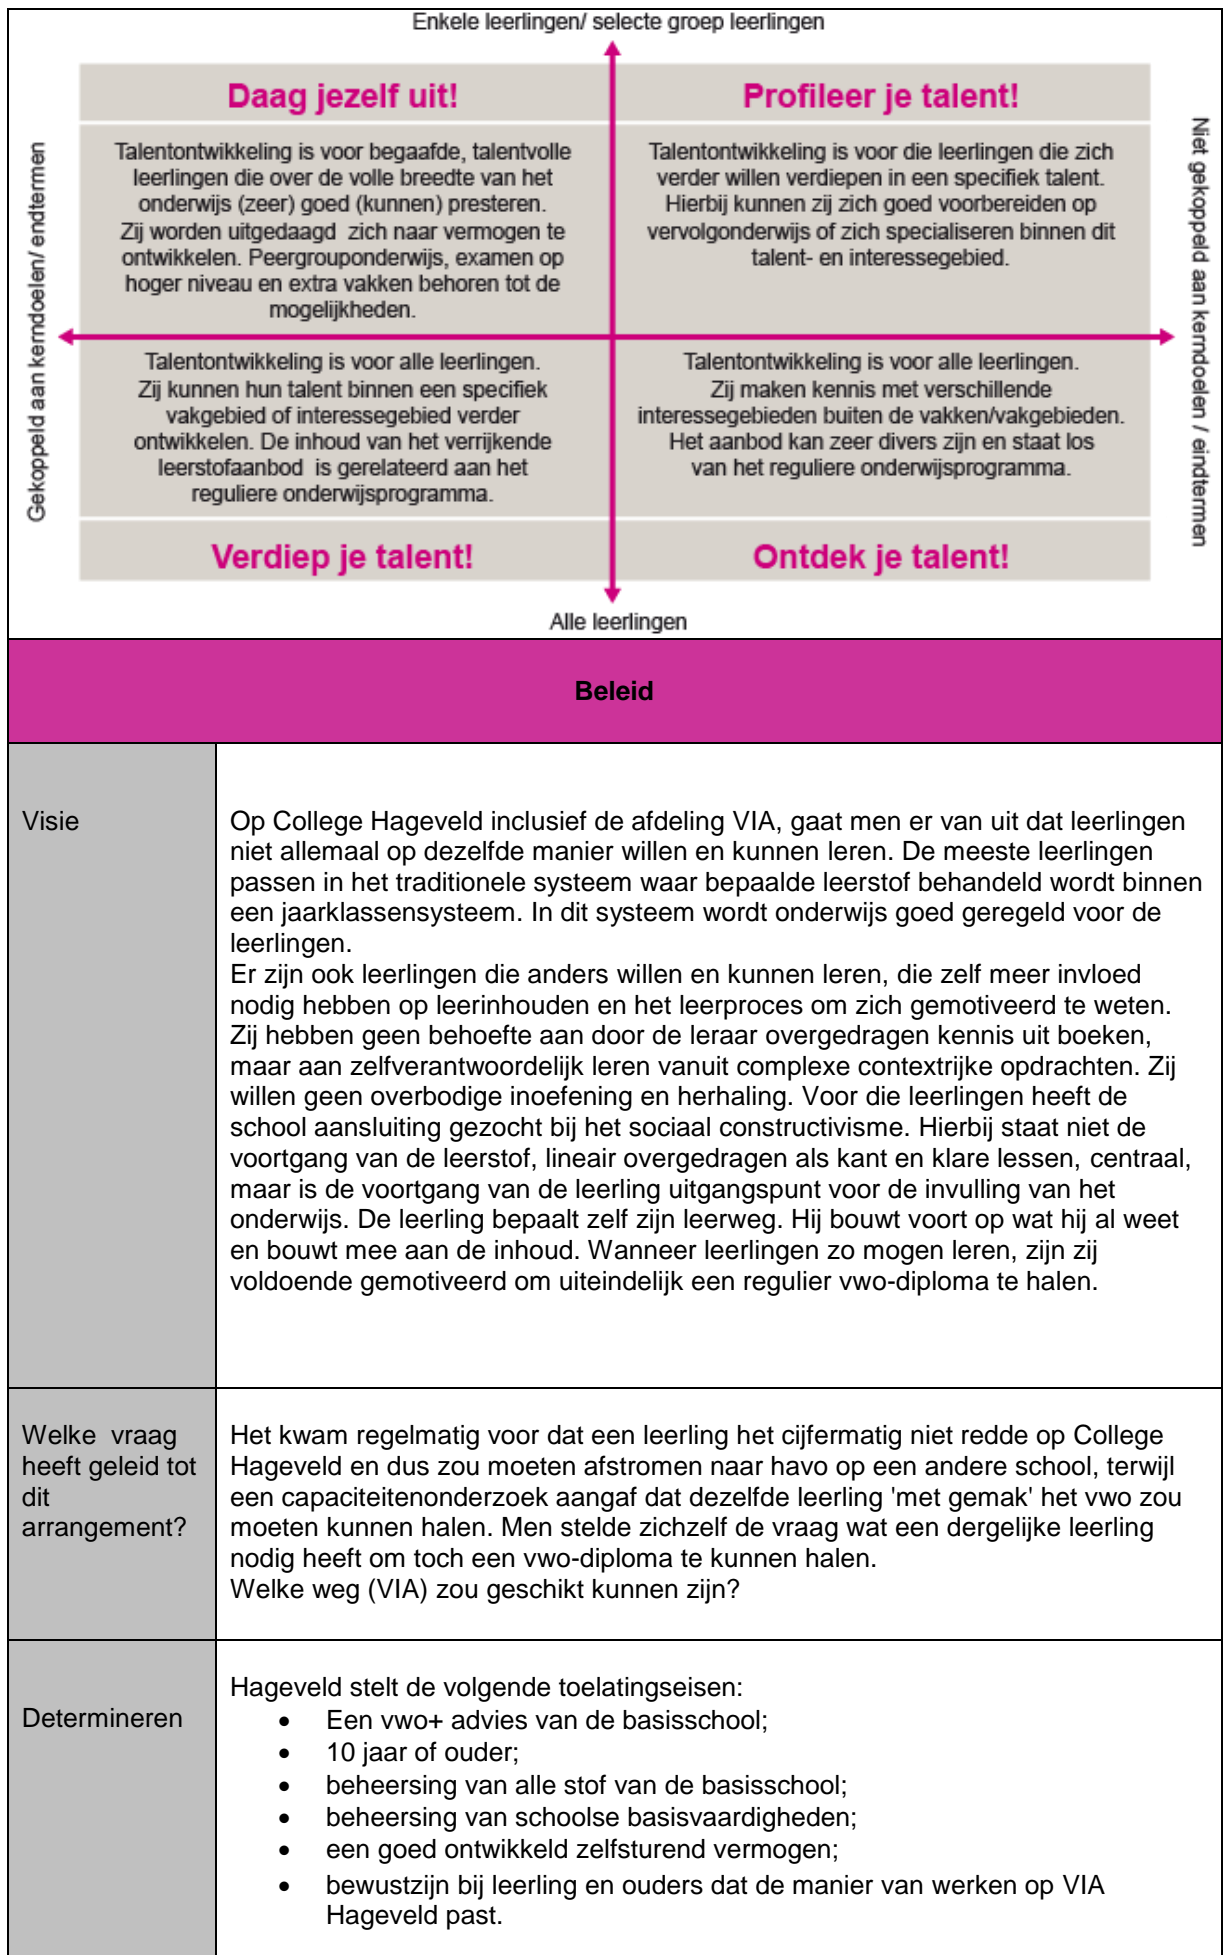 Enkele leerlingen/ selecte groep leerlingen
Daag jezelf uit!
Talentontwikkeling is voor begaafde, talentvolle
leerlingen die over de volle breedte van het
onderwijs (zeer) goed (kunnen) presteren.
Zij worden uitgedaagd zich naar vermogen te
ontwikkelen. Peergrouponderwijs, examen op
hoger niveau en extra vakken behoren tot de
mogelijkheden.
Profileer je talent!
Talentontwikkeling is voor die leerlingen die zich
verder willen verdiepen in een specifiek talent.
Hierbij kunnen zij zich goed voorbereiden op
vervolgonderwijs of zich specialiseren binnen dit
talent- en interessegebied.
Gekoppeld aan kerndoelen/ endtermen
Niet gekoppeld aan kerndoelen / eindtermen
Talentontwikkeling is voor alle leerlingen.
Zij kunnen hun talent binnen een specifiek
vakgebied of interessegebied verder
ontwikkelen. De inhoud van het verrijkende
leerstofaanbod is gerelateerd aan het
reguliere onderwijsprogramma.
Verdiep je talent!
Talentontwikkeling is voor alle leerlingen.
Zij maken kennis met verschillende
interessegebieden buiten de vakken/vakgebieden.
Het aanbod kan zeer divers zijn en staat los
van het reguliere onderwijsprogramma.
Ontdek je talent!
Alle leerlingen
Beleid
Visie
Op College Hageveld inclusief de afdeling VIA, gaat men er van uit dat leerlingen
niet allemaal op dezelfde manier willen en kunnen leren. De meeste leerlingen
passen in het traditionele systeem waar bepaalde leerstof behandeld wordt binnen
een jaarklassensysteem. In dit systeem wordt onderwijs goed geregeld voor de
leerlingen.
Er zijn ook leerlingen die anders willen en kunnen leren, die zelf meer invloed
nodig hebben op leerinhouden en het leerproces om zich gemotiveerd te weten.
Zij hebben geen behoefte aan door de leraar overgedragen kennis uit boeken,
maar aan zelfverantwoordelijk leren vanuit complexe contextrijke opdrachten. Zij
willen geen overbodige inoefening en herhaling. Voor die leerlingen heeft de
school aansluiting gezocht bij het sociaal constructivisme. Hierbij staat niet de
voortgang van de leerstof, lineair overgedragen als kant en klare lessen, centraal,
maar is de voortgang van de leerling uitgangspunt voor de invulling van het
onderwijs. De leerling bepaalt zelf zijn leerweg. Hij bouwt voort op wat hij al weet
en bouwt mee aan de inhoud. Wanneer leerlingen zo mogen leren, zijn zij
voldoende gemotiveerd om uiteindelijk een regulier vwo-diploma te halen.
Welke vraag
heeft geleid tot
dit
arrangement?
Het kwam regelmatig voor dat een leerling het cijfermatig niet redde op College
Hageveld en dus zou moeten afstromen naar havo op een andere school, terwijl
een capaciteitenonderzoek aangaf dat dezelfde leerling 'met gemak' het vwo zou
moeten kunnen halen. Men stelde zichzelf de vraag wat een dergelijke leerling
nodig heeft om toch een vwo-diploma te kunnen halen.
Welke weg (VIA) zou geschikt kunnen zijn?
Determineren
Hageveld stelt de volgende toelatingseisen:
• Een vwo+ advies van de basisschool;
• 10 jaar of ouder;
• beheersing van alle stof van de basisschool;
• beheersing van schoolse basisvaardigheden;
• een goed ontwikkeld zelfsturend vermogen;
• bewustzijn bij leerling en ouders dat de manier van werken op VIA
Hageveld past.